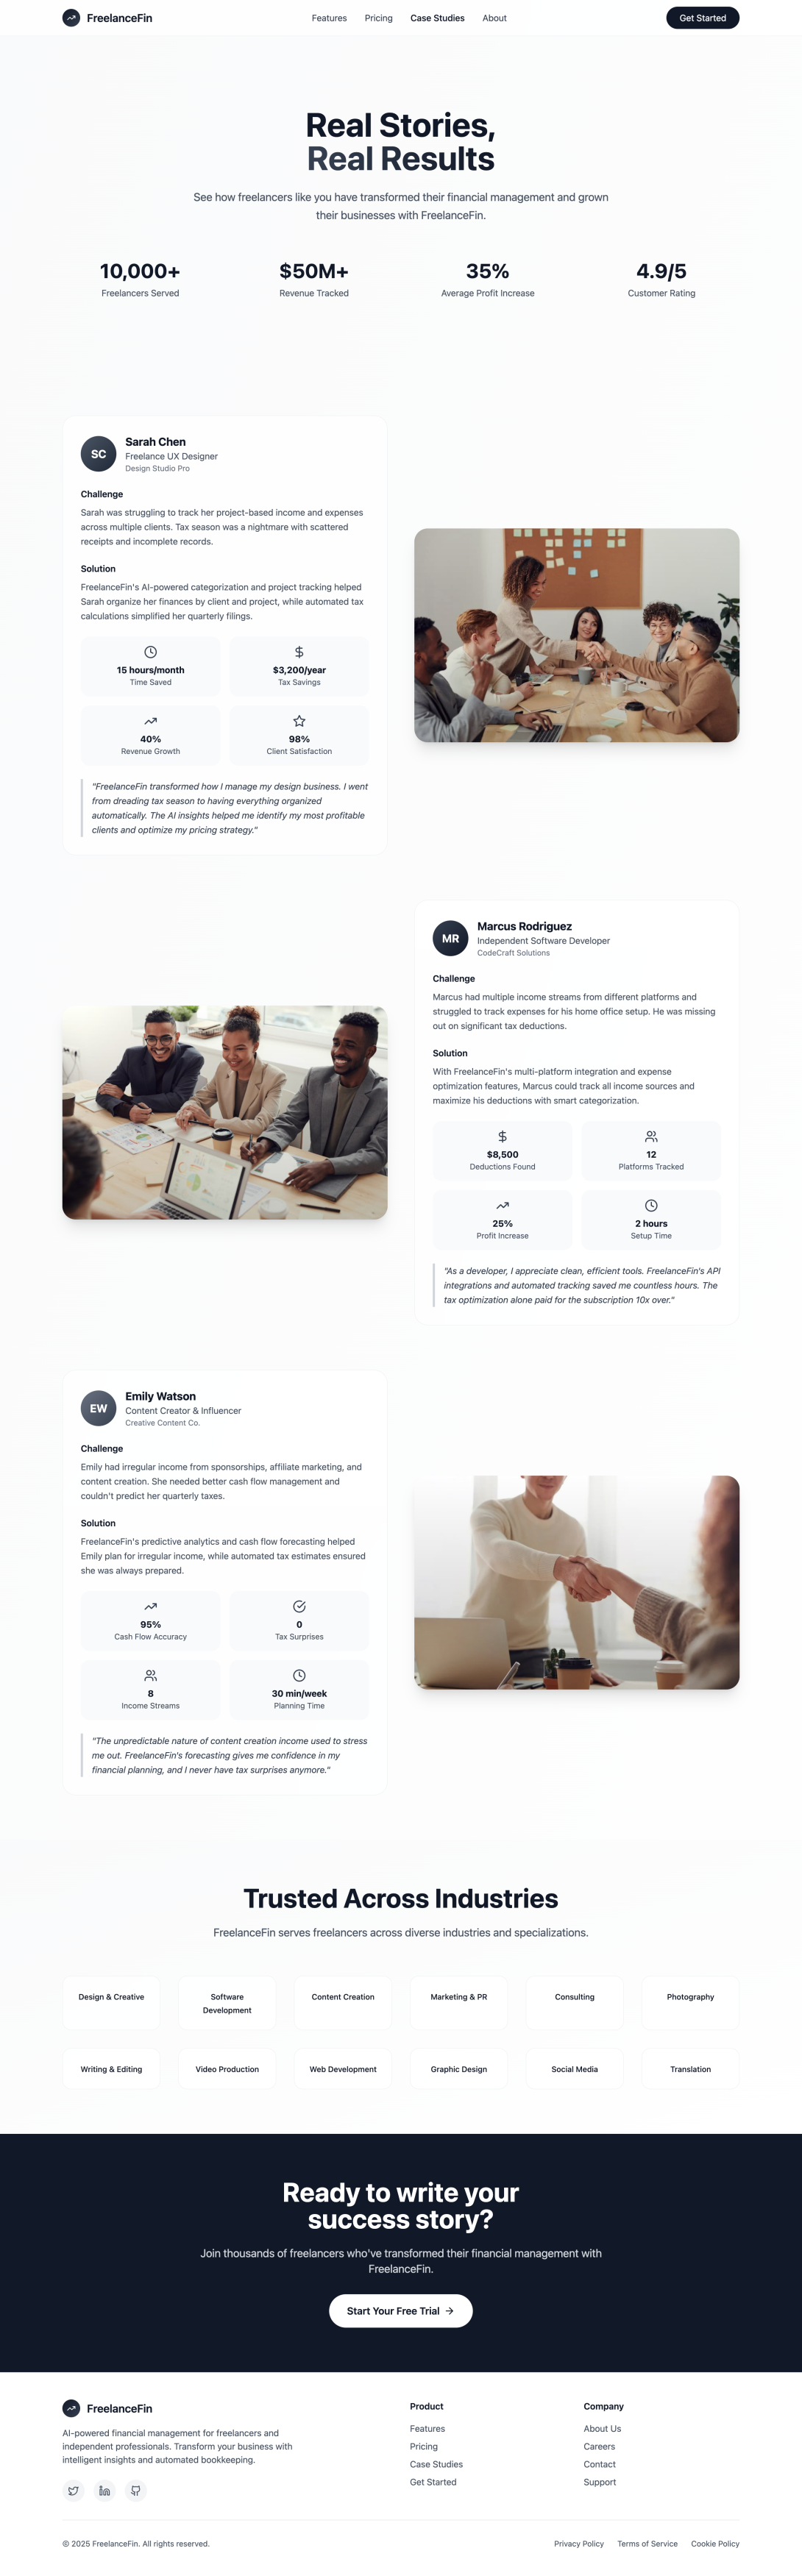 FreelanceFin
Features
Pricing
Case Studies
About
Get Started
Real Stories,
Real Results
See how freelancers like you have transformed their financial management and grown
their businesses with FreelanceFin.
10,000+
Freelancers Served
$50M+
Revenue Tracked
35%
Average Profit Increase
4.9/5
Customer Rating
SC
Sarah Chen
Freelance UX Designer
Design Studio Pro
Challenge
Sarah was struggling to track her project-based income and expenses
across multiple clients. Tax season was a nightmare with scattered
receipts and incomplete records.
Solution
FreelanceFin's AI-powered categorization and project tracking helped
Sarah organize her finances by client and project, while automated tax
calculations simplified her quarterly filings.
15 hours/month
Time Saved
$3,200/year
Tax Savings
40%
Revenue Growth
98%
Client Satisfaction
"FreelanceFin transformed how I manage my design business. I went
from dreading tax season to having everything organized
automatically. The AI insights helped me identify my most profitable
clients and optimize my pricing strategy."
MR
Marcus Rodriguez
Independent Software Developer
CodeCraft Solutions
Challenge
Marcus had multiple income streams from different platforms and
struggled to track expenses for his home office setup. He was missing
out on significant tax deductions.
Solution
With FreelanceFin's multi-platform integration and expense
optimization features, Marcus could track all income sources and
maximize his deductions with smart categorization.
$8,500
Deductions Found
12
Platforms Tracked
25%
Profit Increase
2 hours
Setup Time
"As a developer, I appreciate clean, efficient tools. FreelanceFin's API
integrations and automated tracking saved me countless hours. The
tax optimization alone paid for the subscription 10x over."
EW
Emily Watson
Content Creator & Influencer
Creative Content Co.
Challenge
Emily had irregular income from sponsorships, affiliate marketing, and
content creation. She needed better cash flow management and
couldn't predict her quarterly taxes.
Solution
FreelanceFin's predictive analytics and cash flow forecasting helped
Emily plan for irregular income, while automated tax estimates ensured
she was always prepared.
95%
Cash Flow Accuracy
0
Tax Surprises
8
Income Streams
30 min/week
Planning Time
"The unpredictable nature of content creation income used to stress
me out. FreelanceFin's forecasting gives me confidence in my
financial planning, and I never have tax surprises anymore."
Trusted Across Industries
FreelanceFin serves freelancers across diverse industries and specializations.
Design & Creative
Software
Development
Content Creation
Marketing & PR
Consulting
Photography
Writing & Editing
Video Production
Web Development
Graphic Design
Social Media
Translation
Ready to write your
success story?
Join thousands of freelancers who've transformed their financial management with
FreelanceFin.
Start Your Free Trial
FreelanceFin
AI-powered financial management for freelancers and
independent professionals. Transform your business with
intelligent insights and automated bookkeeping.
Product
Features
Pricing
Case Studies
Get Started
Company
About Us
Careers
Contact
Support
© 2025 FreelanceFin. All rights reserved.
Privacy Policy
Terms of Service
Cookie Policy